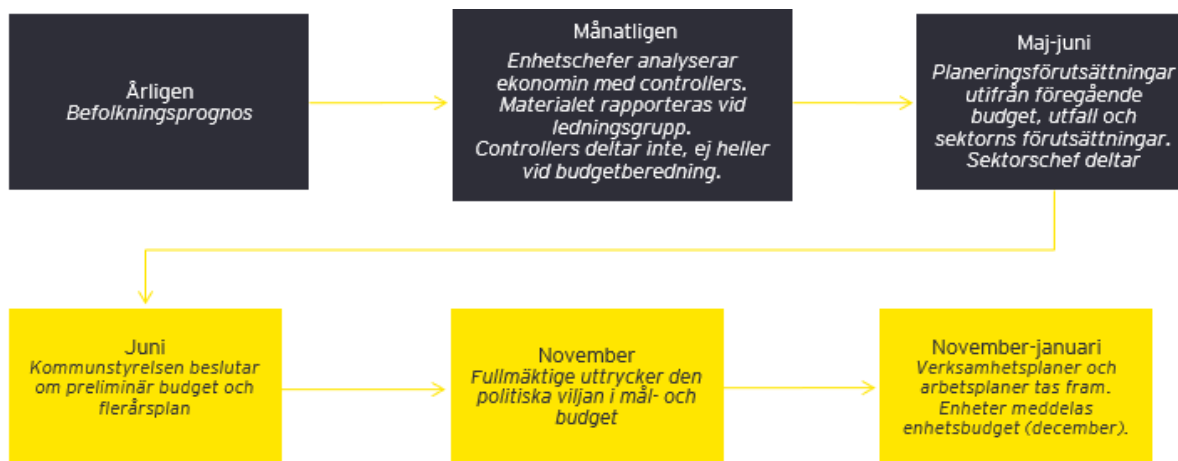 Årligen
Befolkningsprognos
Månatligen
Enhetschefer analyserar
ekonomin med controllers.
Materialet rapporteras vid
ledningsgrupp.
Controllers deltar inte, ej heller
vid budgetberedning.
Maj-juni
Planeringsförutsättningar
utifrån föregående
budget, utfall och
sektorns förutsättningar.
Sektorschef deltar
Juni
Kommunstyrelsen beslutar
om preliminär budget och
flerårsplan
November
Fullmäktige uttrycker den
politiska viljan i mål- och
budget
November-januari
Verksamhetsplaner och
arbetsplaner tas fram.
Enheter meddelas
enhetsbudget (december).